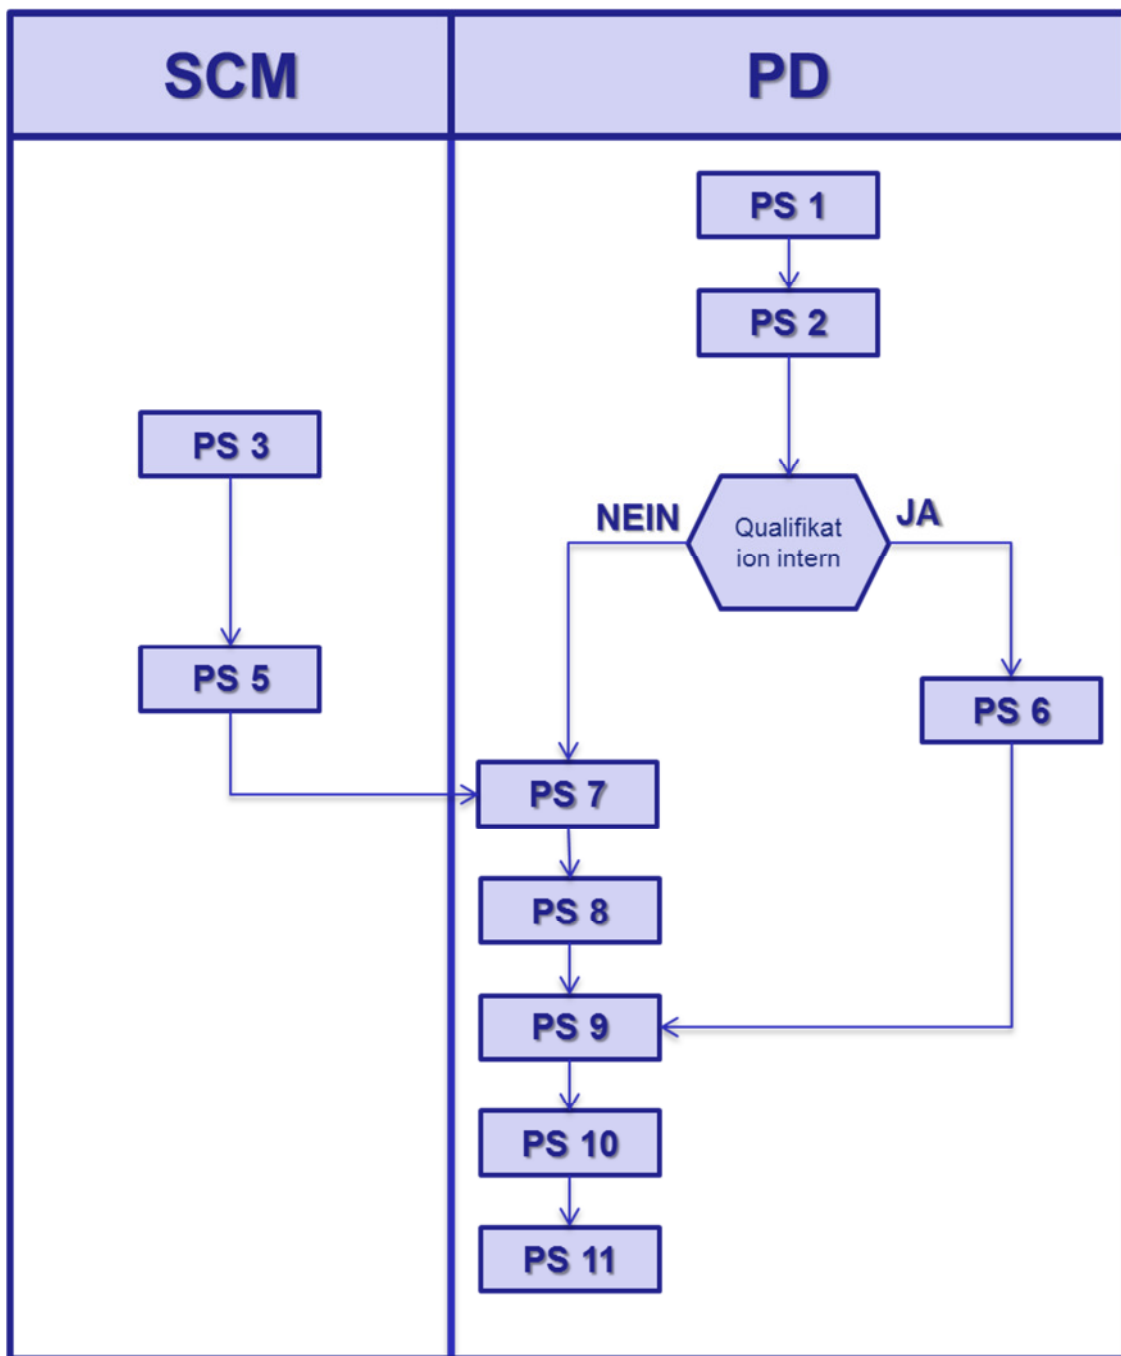 SCM
PD
PS 1
PS 2
PS 3
NEIN
JA
Qualifikat
ion intern
PS 5
PS 6
PS 7
PS 8
PS 9
PS 10
PS 11